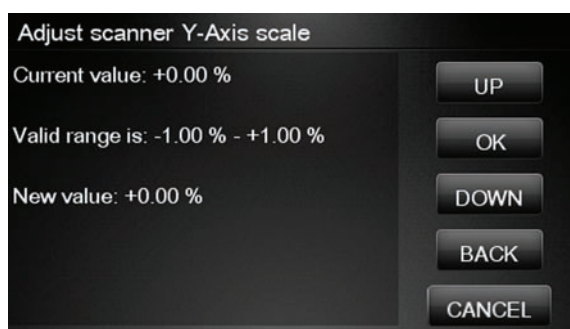 Adjust scanner Y-Axis scale
Current value: +0.00 %
Valid range is: -1.00 % - +1.00 %
New value: +0.00 %
UP
OK
DOWN
BACK
CANCEL